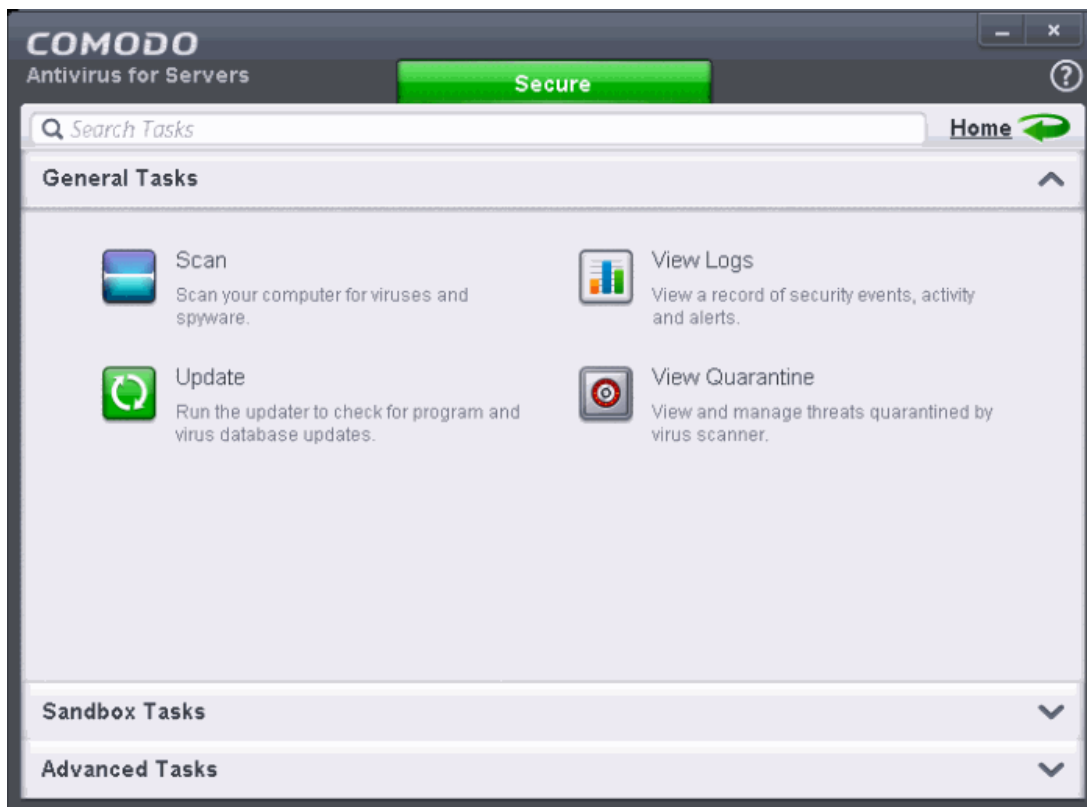 COMODO
Antivirus for Servers
Secure
?
Search Tasks
Home
General Tasks
Scan
Scan your computer for viruses and
spyware.
View Logs
View a record of security events, activity
and alerts.
Update
Run the updater to check for program and
virus database updates.
View Quarantine
View and manage threats quarantined by
virus scanner.
Sandbox Tasks
Advanced Tasks